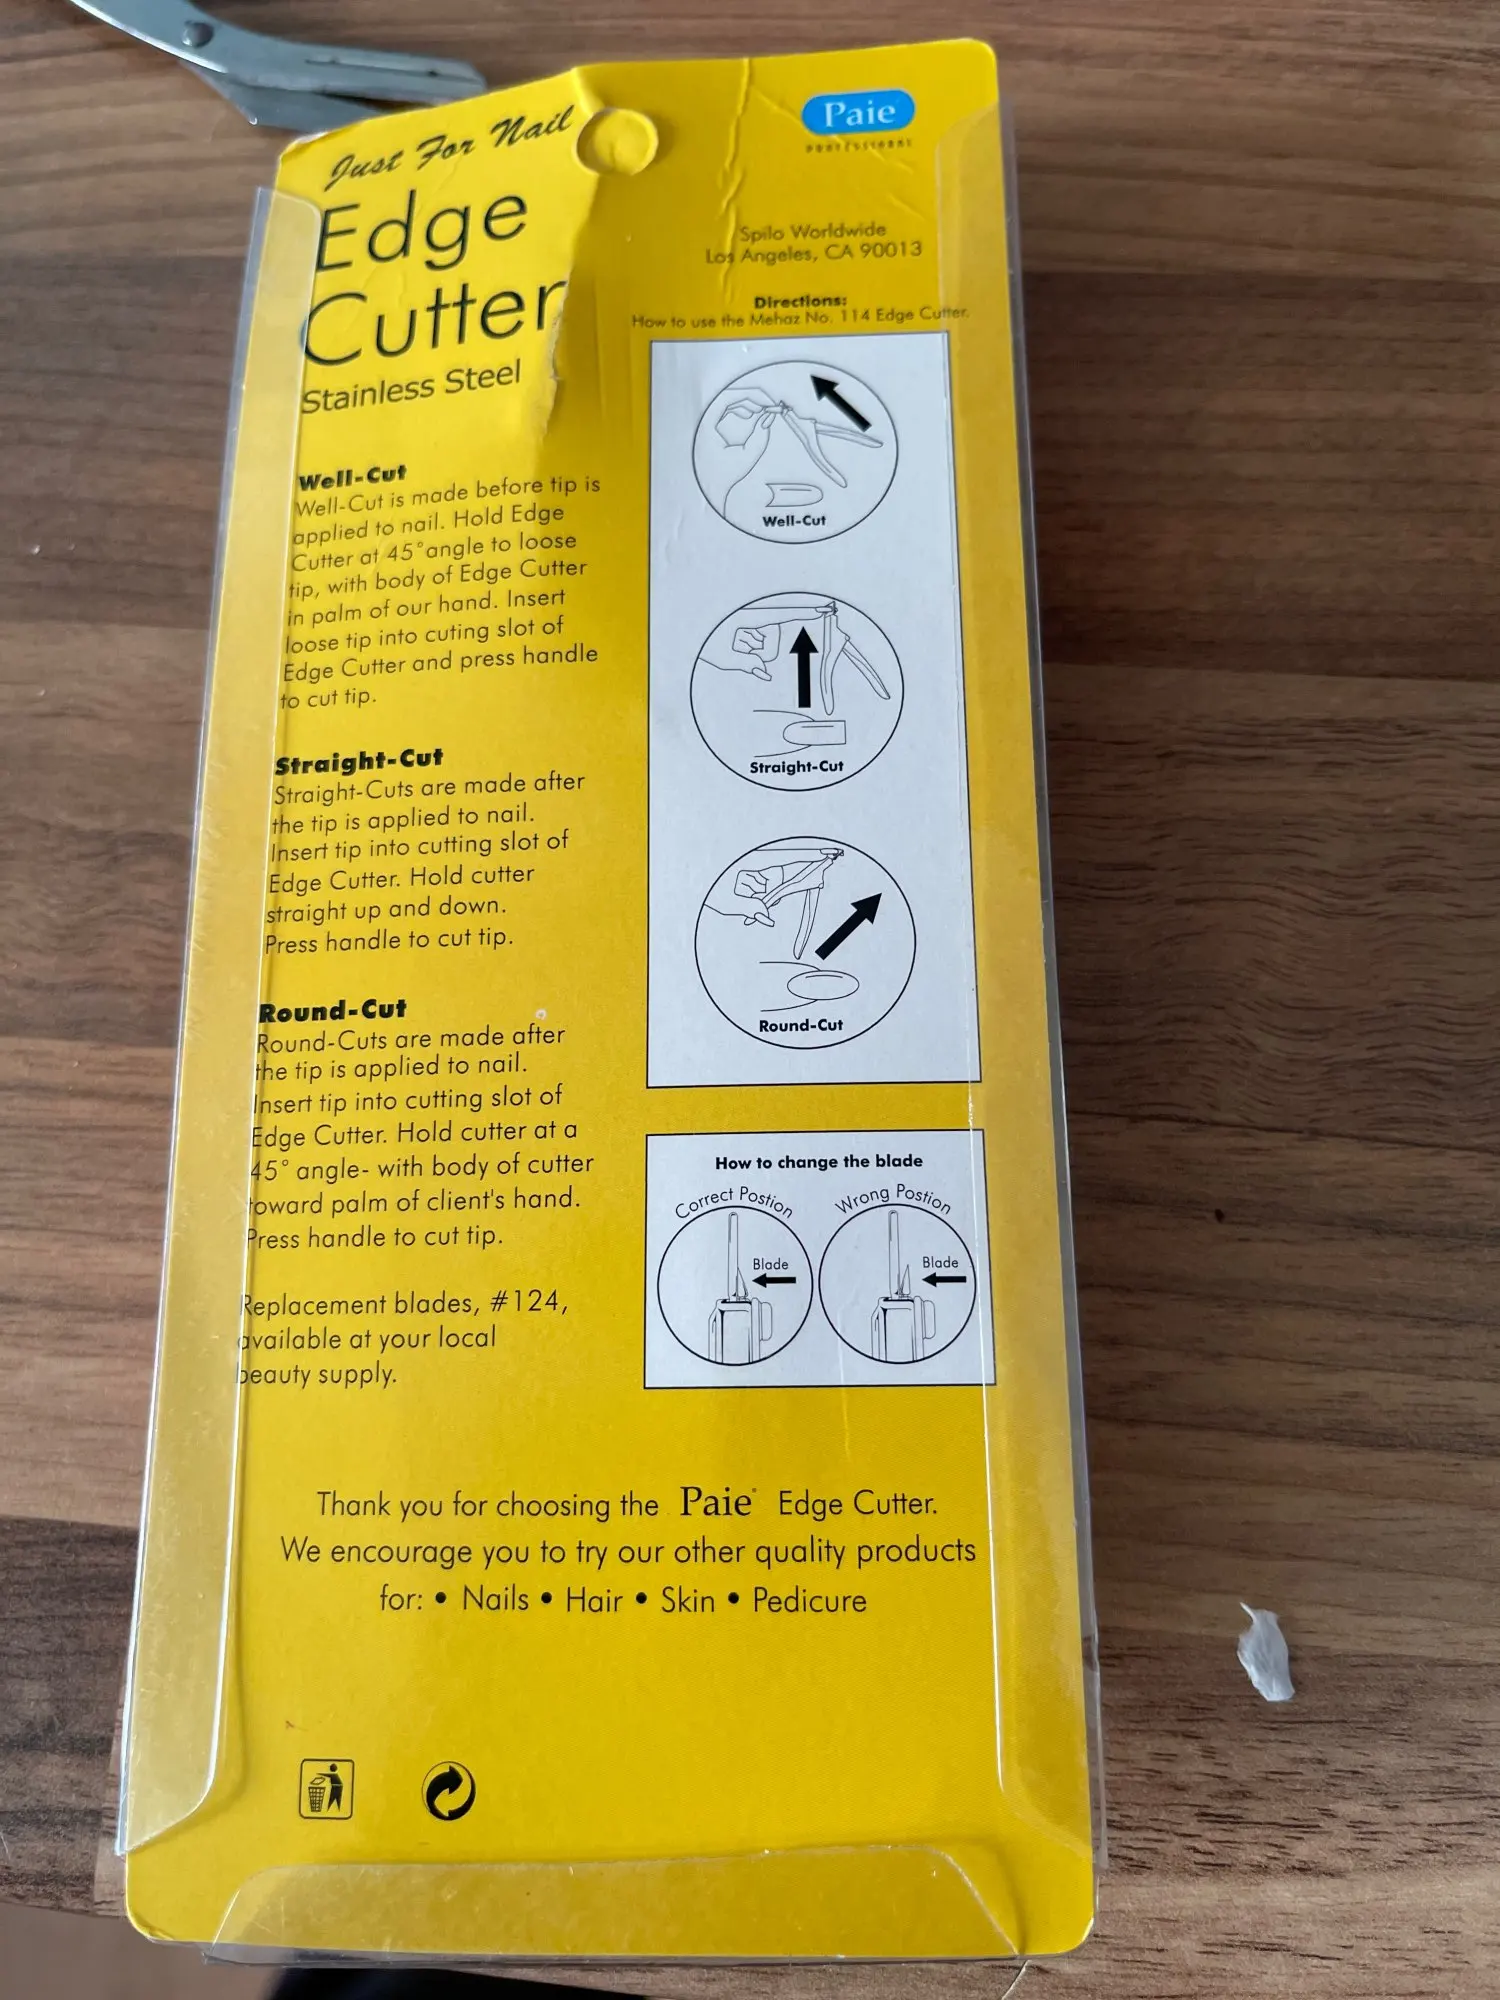 Just For Nail
Edge
Cutter
Stainless Steel
Well-Cut
Well-Cut is made before tip is
applied to nail. Hold Edge
Cutter at 45° angle to loose
tip, with body of Edge Cutter
in palm of our hand. Insert
loose tip into cuting slot of
Edge Cutter and press handle
to cut tip.
Straight-Cut
Straight-Cuts are made after
the tip is applied to nail.
Insert tip into cutting slot of
Edge Cutter. Hold cutter
straight up and down.
Press handle to cut tip.
Round-Cut
Round-Cuts are made after
the tip is applied to nail.
Insert tip into cutting slot of
Edge Cutter. Hold cutter at a
45° angle- with body of cutter
toward palm of client's hand.
Press handle to cut tip.
Replacement blades, #124,
available at your local
beauty supply.
Paie
PROFESSIONAL
Spilo Worldwide
Los Angeles, CA 90013
Directions:
How to use the Mehaz No. 114 Edge Cutter.
Well-Cut
Straight-Cut
Round-Cut
How to change the blade
Correct Postion
Blade
Wrong Postion
Blade
Thank you for choosing the Paie® Edge Cutter.
We encourage you to try our other quality products
for: • Nails • Hair • Skin • Pedicure